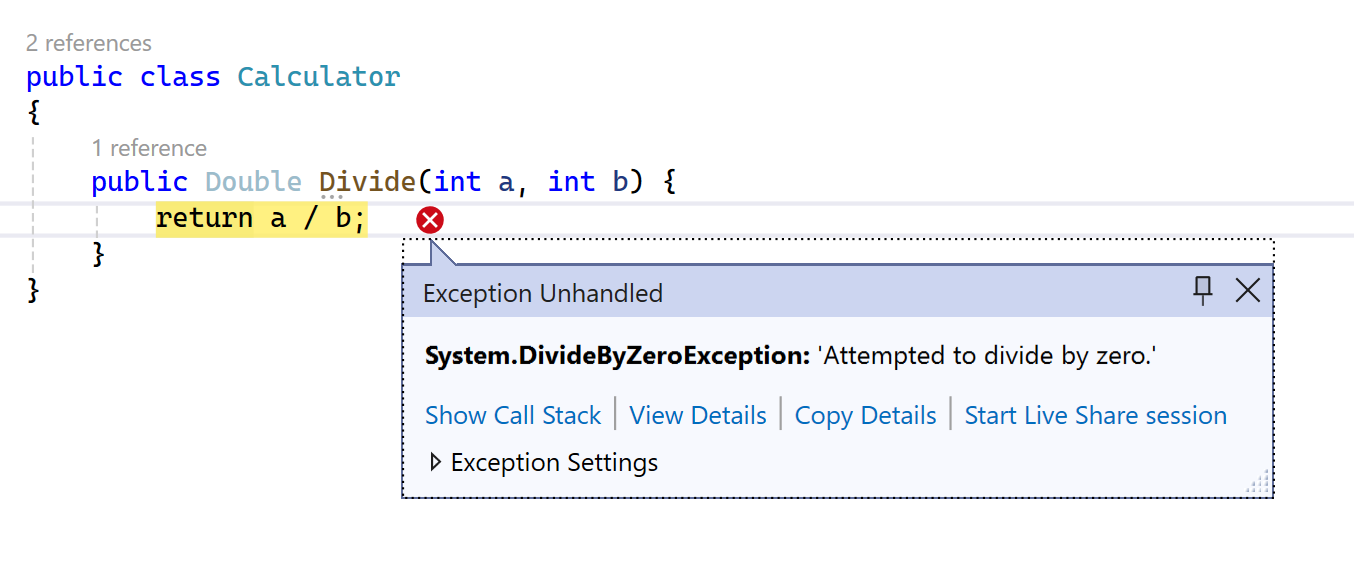 2 references
public class Calculator
{
1 reference
public Double Divide(int a, int b) {
return a / b;
}
}
Exception Unhandled
System.DivideByZeroException: 'Attempted to divide by zero.'
Show Call Stack | View Details | Copy Details | Start Live Share session
Exception Settings